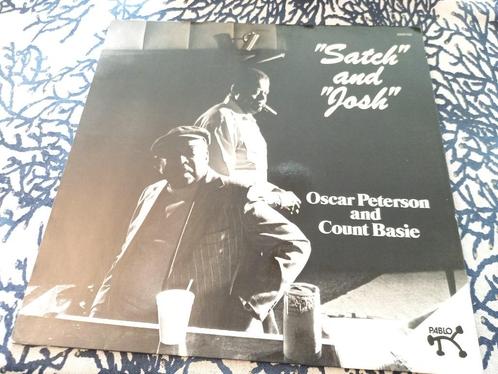 "Satch"
and
"Josh"
Oscar Peterson
and
Count Basie
PABLO